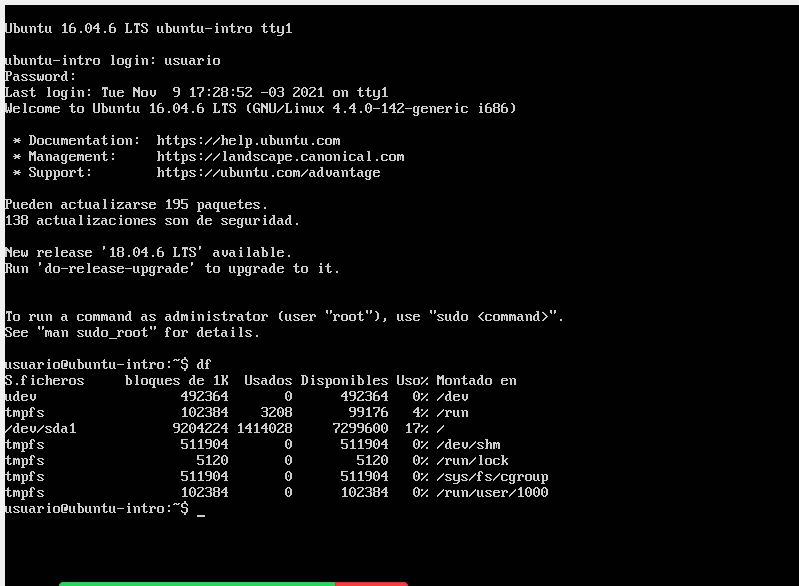 Ubuntu 16.04.6 LTS ubuntu-intro tty1
ubuntu-intro login: usuario
Password:
Last login: Tue Nov  9 17:28:52 -03 2021 on tty1
Welcome to Ubuntu 16.04.6 LTS (GNU/Linux 4.4.0-142-generic i686)
 * Documentation:  https://help.ubuntu.com
 * Management:     https://landscape.canonical.com
 * Support:        https://ubuntu.com/advantage
Pueden actualizarse 195 paquetes.
138 actualizaciones son de seguridad.
New release '18.04.6 LTS' available.
Run 'do-release-upgrade' to upgrade to it.
To run a command as administrator (user "root"), use "sudo <command>".
See "man sudo_root" for details.
usuario@ubuntu-intro:~$ df
S.ficheros     bloques de 1K  Usados Disponibles Uso% Montado en
udev                  492364       0      492364   0% /dev
tmpfs                 102384    3208       99176   4% /run
/dev/sda1            9204224 1414028     7299600  17% /
tmpfs                 511904       0      511904   0% /dev/shm
tmpfs                   5120       0        5120   0% /run/lock
tmpfs                 511904       0      511904   0% /sys/fs/cgroup
tmpfs                 102384       0      102384   0% /run/user/1000
usuario@ubuntu-intro:~$ _